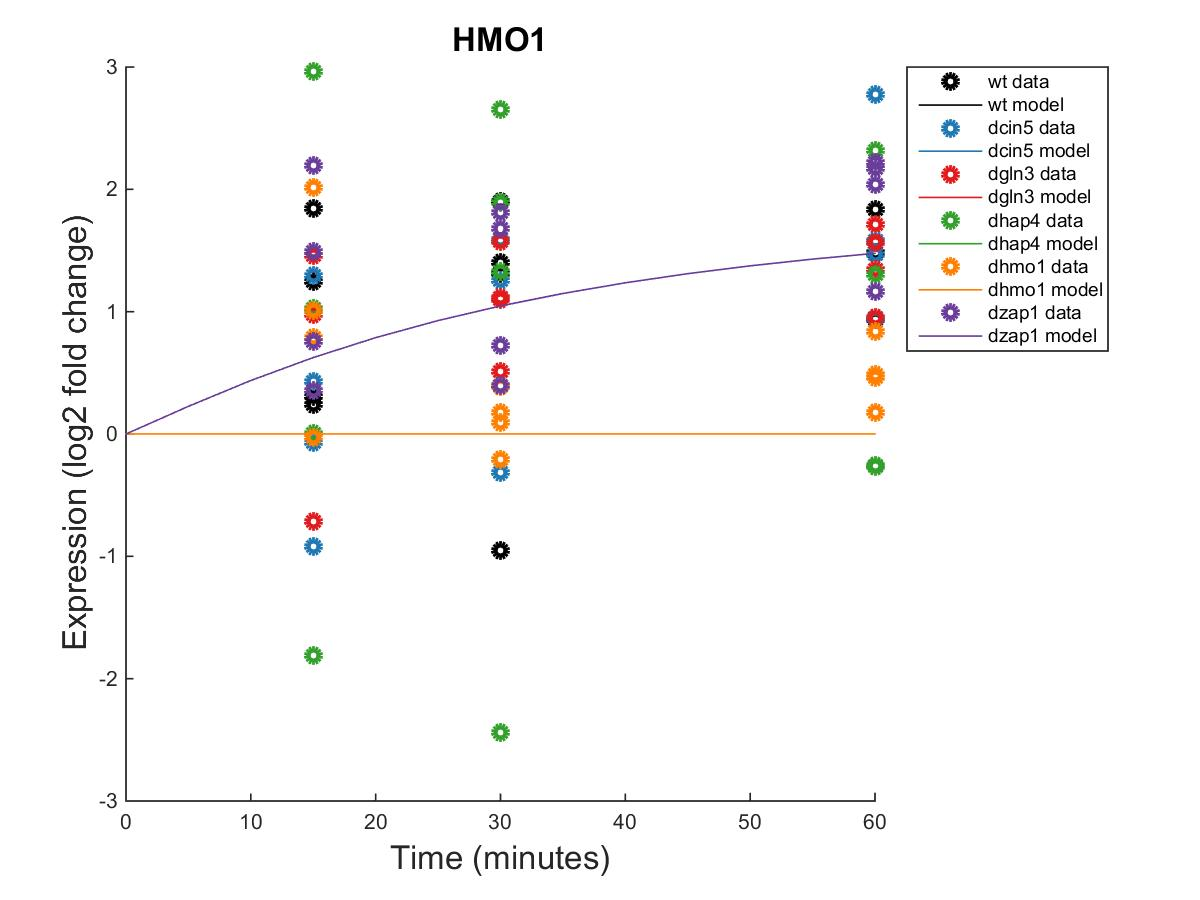 HMO1
3
2
1
0
-1
-2
-3
Expression (log2 fold change)
0 10 20 30 40 50 60
Time (minutes)
wt data
wt model
dcin5 data
dcin5 model
dgln3 data
dgln3 model
dhap4 data
dhap4 model
dhmo1 data
dhmo1 model
dzap1 data
dzap1 model